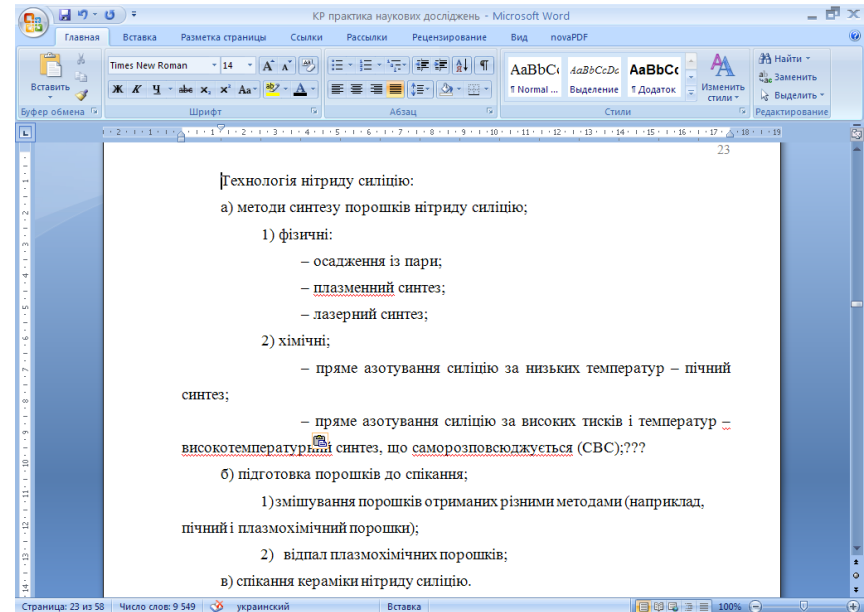 КР практика наукових досліджень - Microsoft Word
Главная Вставка Разметка страницы Ссылки Рассылки Рецензирование Вид novaPDF
Вставить
Times New Roman 14
Ж К Ч abe x₂ x² Aa
AaBbCc AaBbCcDc AaBbCc
¶ Normal ... Выделение ¶ Додаток
Изменить стили
Найти
Заменить
Выделить
Буфер обмена Шрифт Абзац Стили Редактирование
23
Технологія нітриду силіцію:
а) методи синтезу порошків нітриду силіцію;
1) фізичні:
– осадження із пари;
– плазменний синтез;
– лазерний синтез;
2) хімічні;
– пряме азотування силіцію за низьких температур – пічний
синтез;
– пряме азотування силіцію за високих тисків і температур –
високотемпературний синтез, що саморозповсюджується (СВС);???
б) підготовка порошків до спікання;
1)змішування порошків отриманих різними методами (наприклад,
пічний і плазмохімічний порошки);
2) відпал плазмохімічних порошків;
в) спікання кераміки нітриду силіцію.
Страница: 23 из 58 Число слов: 9 549 украинский Вставка 100%